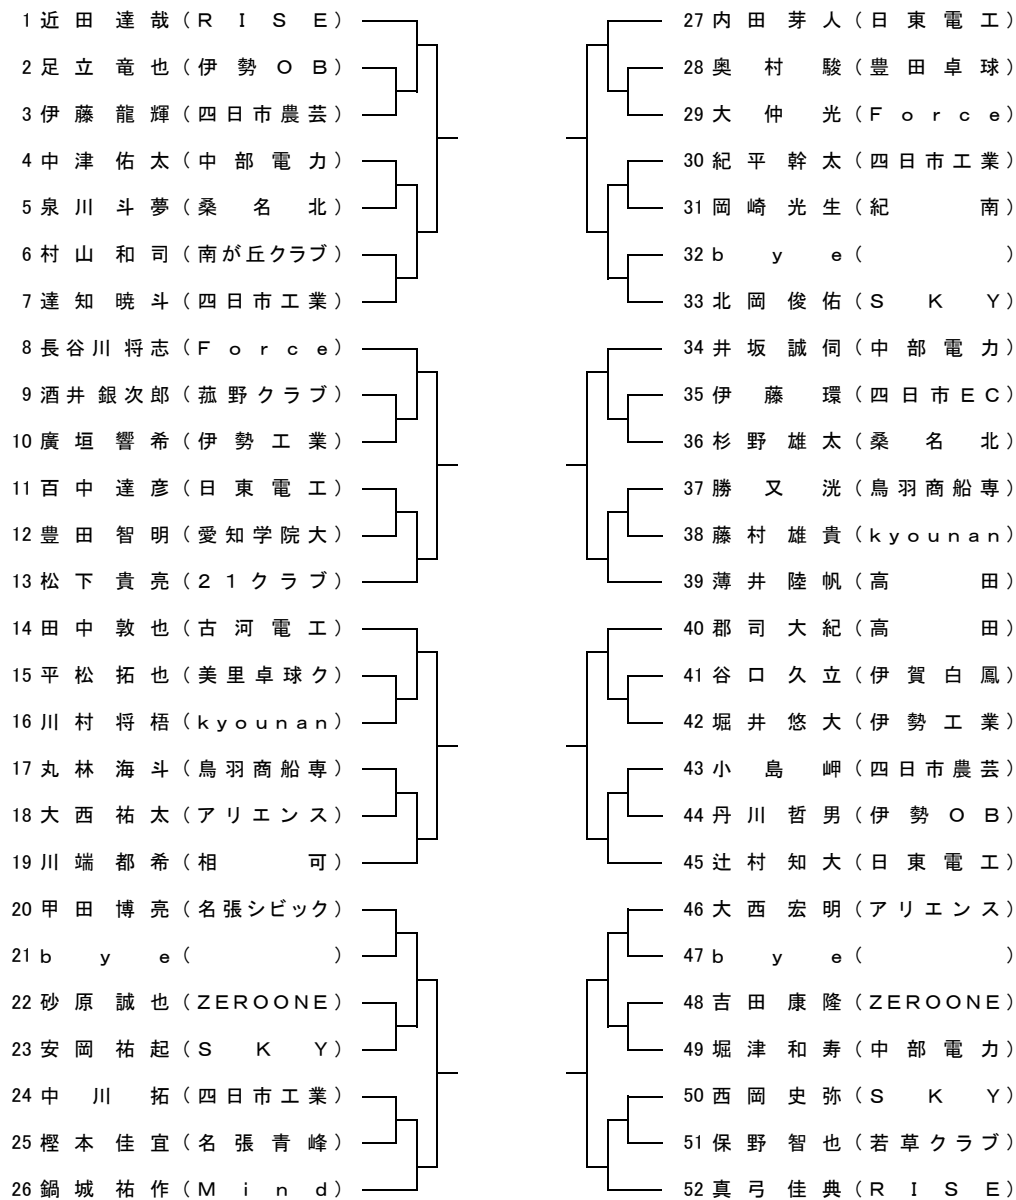 1 近田達哉 (RISE)
2 足立竜也 (伊勢OB)
3 伊藤龍輝 (四日市農芸)
4 中津佑太 (中部電力)
5 泉川斗夢 (桑名北)
6 村山和司 (南が丘クラブ)
7 達知暁斗 (四日市工業)
8 長谷川将志 (Force)
9 酒井銀次郎 (菰野クラブ)
10 廣垣響希 (伊勢工業)
11 百中達彦 (日東電工)
12 豊田智明 (愛知学院大)
13 松下貴亮 (21クラブ)
14 田中敦也 (古河電工)
15 平松拓也 (美里卓球ク)
16 川村将梧 (kyounan)
17 丸林海斗 (鳥羽商船専)
18 大西祐太 (アリエンス)
19 川端都希 (相可)
20 甲田博亮 (名張シビック)
21 bye ( )
22 砂原誠也 (ZEROONE)
23 安岡祐起 (SKY)
24 中川拓 (四日市工業)
25 樫本佳宜 (名張青峰)
26 鍋城祐作 (Mind)
27 内田芽人 (日東電工)
28 奥村駿 (豊田卓球)
29 大仲光 (Force)
30 紀平幹太 (四日市工業)
31 岡崎光生 (紀南)
32 bye ( )
33 北岡俊佑 (SKY)
34 井坂誠伺 (中部電力)
35 伊藤環 (四日市EC)
36 杉野雄太 (桑名北)
37 勝又洸 (鳥羽商船専)
38 藤村雄貴 (kyounan)
39 薄井陸帆 (高田)
40 郡司大紀 (高田)
41 谷口久立 (伊賀白鳳)
42 堀井悠大 (伊勢工業)
43 小島岬 (四日市農芸)
44 丹川哲男 (伊勢OB)
45 辻村知大 (日東電工)
46 大西宏明 (アリエンス)
47 bye ( )
48 吉田康隆 (ZEROONE)
49 堀津和寿 (中部電力)
50 西岡史弥 (SKY)
51 保野智也 (若草クラブ)
52 真弓佳典 (RISE)